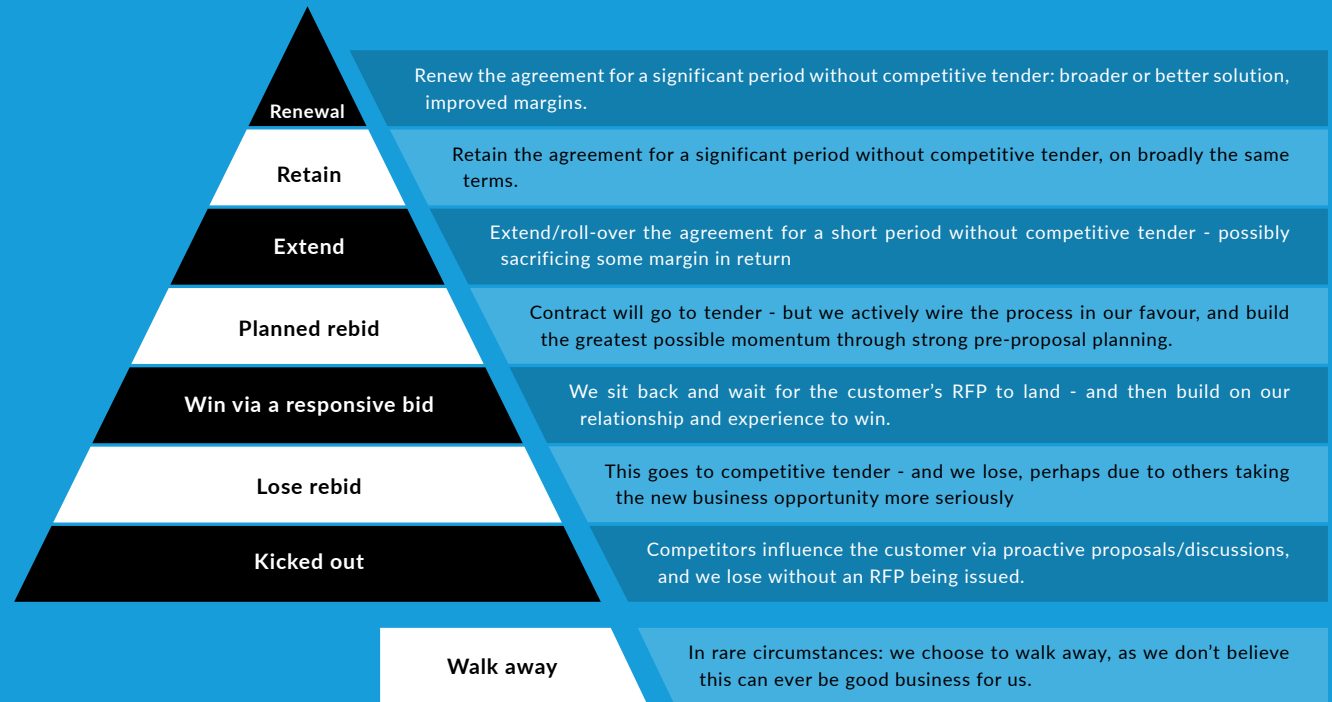 Renewal
Renew the agreement for a significant period without competitive tender: broader or better solution,
improved margins.
Retain
Retain the agreement for a significant period without competitive tender, on broadly the same
terms.
Extend
Extend/roll-over the agreement for a short period without competitive tender - possibly
sacrificing some margin in return
Planned rebid
Contract will go to tender - but we actively wire the process in our favour, and build
the greatest possible momentum through strong pre-proposal planning.
Win via a responsive bid
We sit back and wait for the customer’s RFP to land - and then build on our
relationship and experience to win.
Lose rebid
This goes to competitive tender - and we lose, perhaps due to others taking
the new business opportunity more seriously
Kicked out
Competitors influence the customer via proactive proposals/discussions,
and we lose without an RFP being issued.
Walk away
In rare circumstances: we choose to walk away, as we don’t believe
this can ever be good business for us.